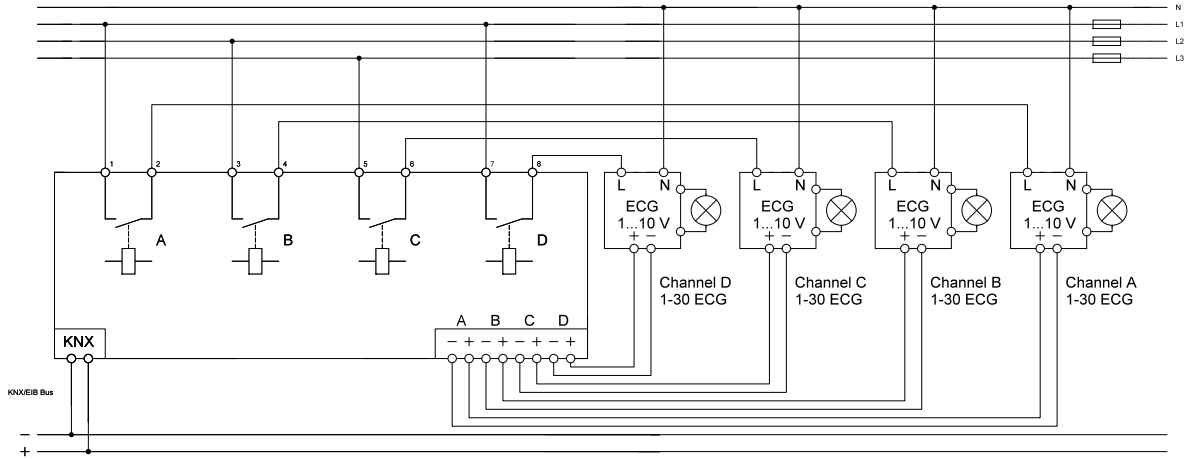 N
L1
L2
L3
1 2 3 4 5 6 7 8
L N L N L N L N
ECG ECG ECG ECG
1...10 V 1...10 V 1...10 V 1...10 V
+ − + − + − + −
A B C D
Channel D Channel C Channel B Channel A
1-30 ECG 1-30 ECG 1-30 ECG 1-30 ECG
A B C D
KNX − + − + − + − +
KNX/EIB Bus
−
+